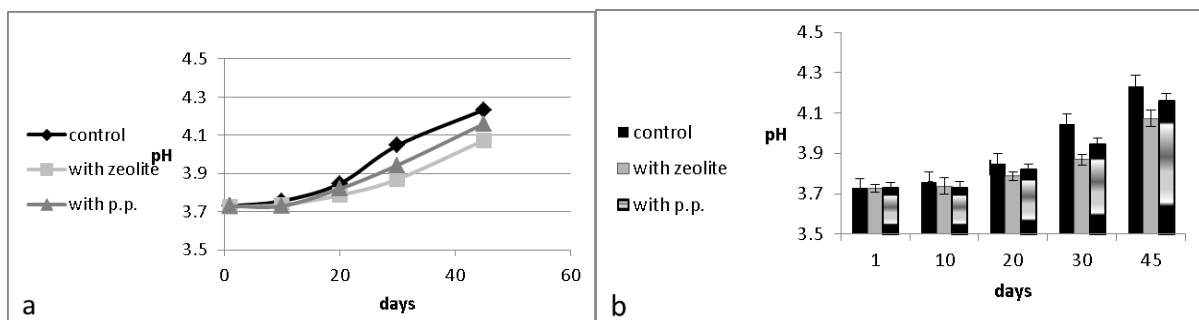 4.5
4.3
4.1
3.9
3.7
3.5
pH
control
with zeolite
with p.p.
0
20
40
60
days
a
4.5
4.3
4.1
3.9
3.7
3.5
pH
control
with zeolite
with p.p.
1
10
20
30
45
days
b